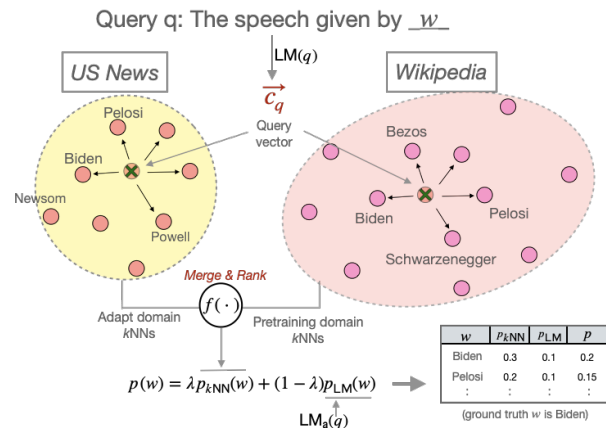 Query q: The speech given by _w_
LM(q)
US News
Wikipedia
c_q
Query
vector
Pelosi
Biden
Newsom
Powell
Bezos
Biden
Pelosi
Schwarzenegger
Merge & Rank
f(·)
Adapt domain
kNNs
Pretraining domain
kNNs
p(w) = λp_kNN(w) + (1 − λ)p_LM(w)
LM_a(q)
w p_kNN p_LM p
Biden 0.3 0.1 0.2
Pelosi 0.2 0.1 0.15
: : : :
(ground truth w is Biden)